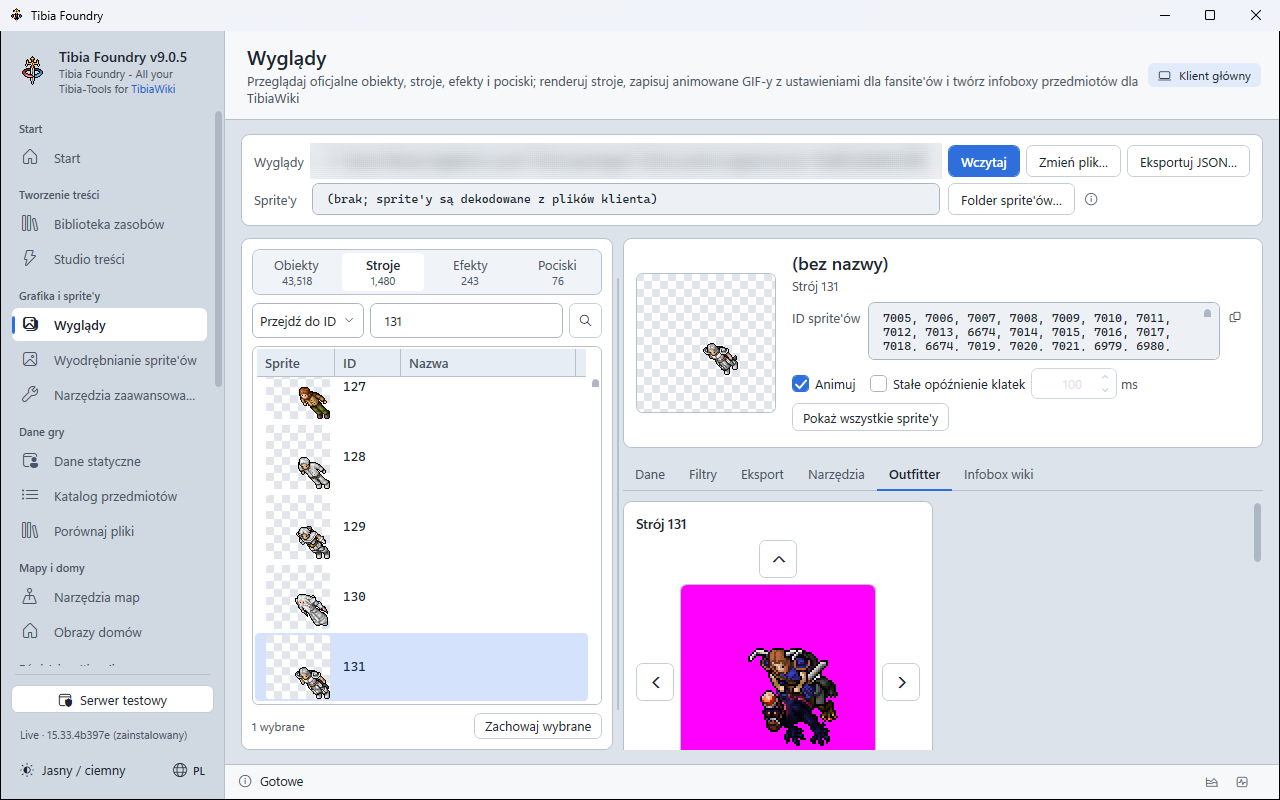 Tibia Foundry
Tibia Foundry v9.0.5
Tibia Foundry - All your
Tibia-Tools for TibiaWiki
Start
Start
Tworzenie treści
Biblioteka zasobów
Studio treści
Grafika i sprite'y
Wyglądy
Wyodrębnianie sprite'ów
Narzędzia zaawansowa...
Dane gry
Dane statyczne
Katalog przedmiotów
Porównaj pliki
Mapy i domy
Narzędzia map
Obrazy domów
Serwer testowy
Live · 15.33.4b397e (zainstalowany)
Jasny / ciemny
PL
Wyglądy
Przeglądaj oficjalne obiekty, stroje, efekty i pociski; renderuj stroje, zapisuj animowane GIF-y z ustawieniami dla fansite'ów i twórz infoboxy przedmiotów dla
TibiaWiki
Klient główny
Wyglądy
Wczytaj
Zmień plik...
Eksportuj JSON...
Sprite'y
(brak; sprite'y są dekodowane z plików klienta)
Folder sprite'ów...
Obiekty
43,518
Stroje
1,480
Efekty
243
Pociski
76
Przejdź do ID
131
Sprite
ID
Nazwa
127
128
129
130
131
1 wybrane
Zachowaj wybrane
(bez nazwy)
Strój 131
ID sprite'ów
7005, 7006, 7007, 7008, 7009, 7010, 7011,
7012, 7013, 6674, 7014, 7015, 7016, 7017,
7018, 6674, 7019, 7020, 7021, 6979, 6980,
Animuj
Stałe opóźnienie klatek
100
ms
Pokaż wszystkie sprite'y
Dane
Filtry
Eksport
Narzędzia
Outfitter
Infobox wiki
Strój 131
Gotowe